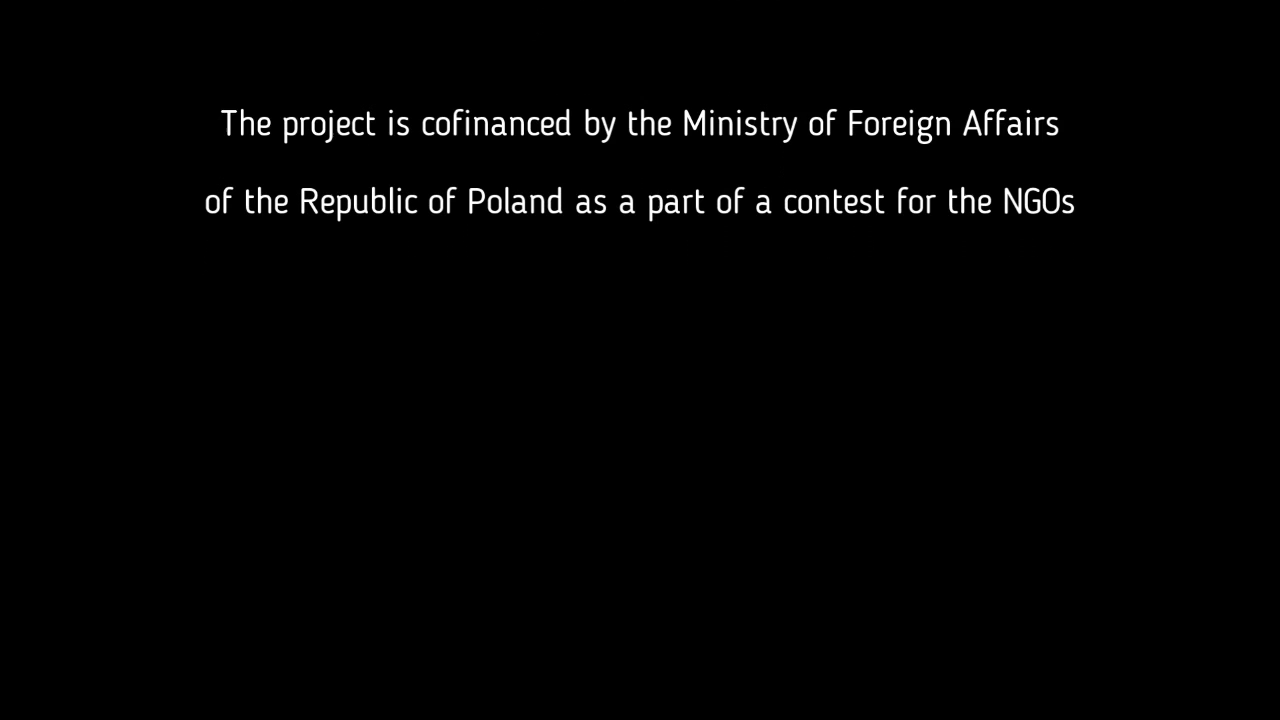 The project is cofinanced by the Ministry of Foreign Affairs
of the Republic of Poland as a part of a contest for the NGOs